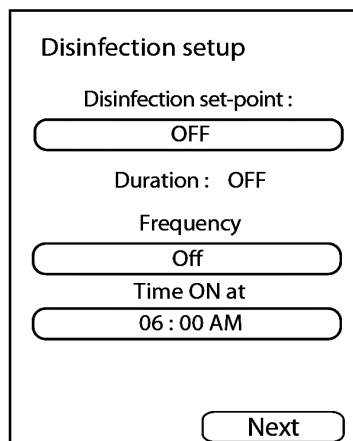 Disinfection setup
Disinfection set-point :
OFF
Duration : OFF
Frequency
Off
Time ON at
06 : 00 AM
Next